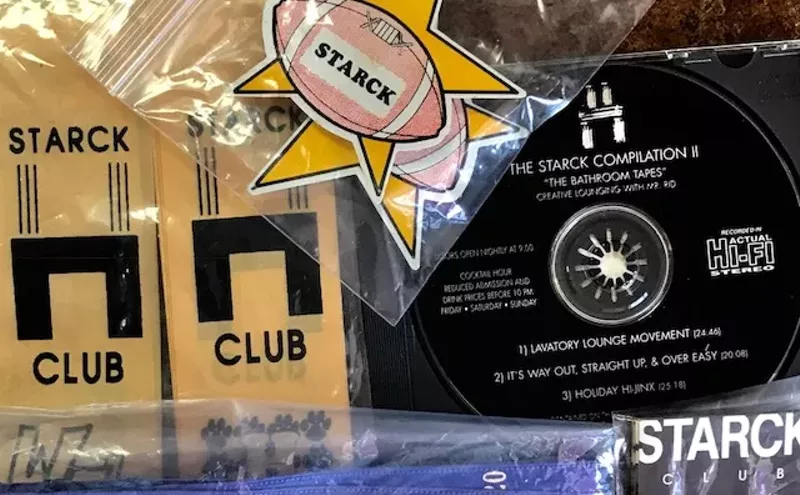 STARCK
CLUB
STARCK
CLUB
STARCK
THE STARCK COMPILATION II
"THE BATHROOM TAPES"
CREATIVE LOUNGING WITH MR. RID
OPEN NIGHTLY AT 9:00
COCKTAIL HOUR
REDUCED ADMISSION AND
DRINK PRICES BEFORE 10 PM
FRIDAY • SATURDAY • SUNDAY
RECORDED IN
ACTUAL
HI-FI
STEREO
1) LAVATORY LOUNGE MOVEMENT (24:46)
2) IT'S WAY OUT, STRAIGHT UP, & OVER EASY (20:08)
3) HOLIDAY HI-JINX (25:18)
STARCK
CLUB